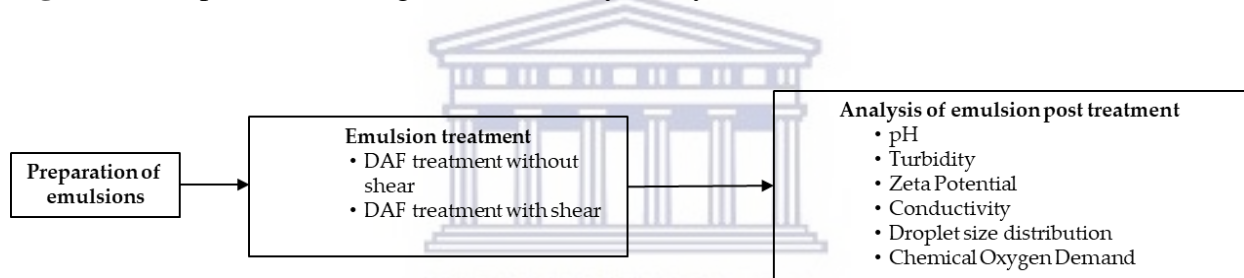 Preparation of
emulsions
Emulsion treatment
• DAF treatment without
shear
• DAF treatment with shear
Analysis of emulsion post treatment
• pH
• Turbidity
• Zeta Potential
• Conductivity
• Droplet size distribution
• Chemical Oxygen Demand